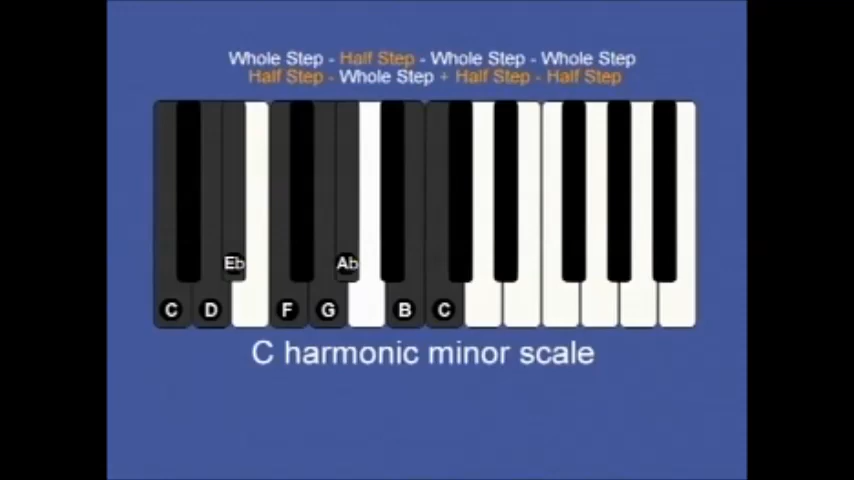 Whole Step - Half Step - Whole Step - Whole Step
Half Step - Whole Step + Half Step - Half Step
Eb Ab
C D F G B C
C harmonic minor scale